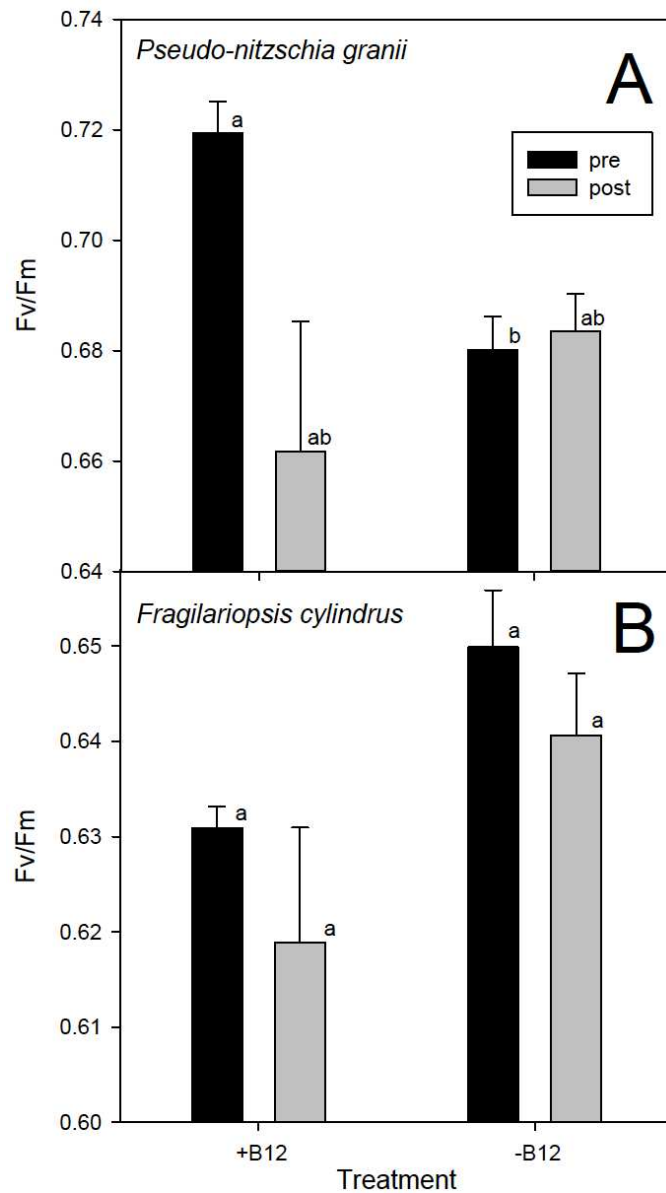 0.74
Pseudo-nitzschia granii
A
0.72
a
pre
post
0.70
Fv/Fm
0.68
b
ab
0.66
ab
0.64
Fragilariopsis cylindrus
B
0.65
a
a
0.64
0.63
a
Fv/Fm
0.62
a
0.61
0.60
+B12
-B12
Treatment